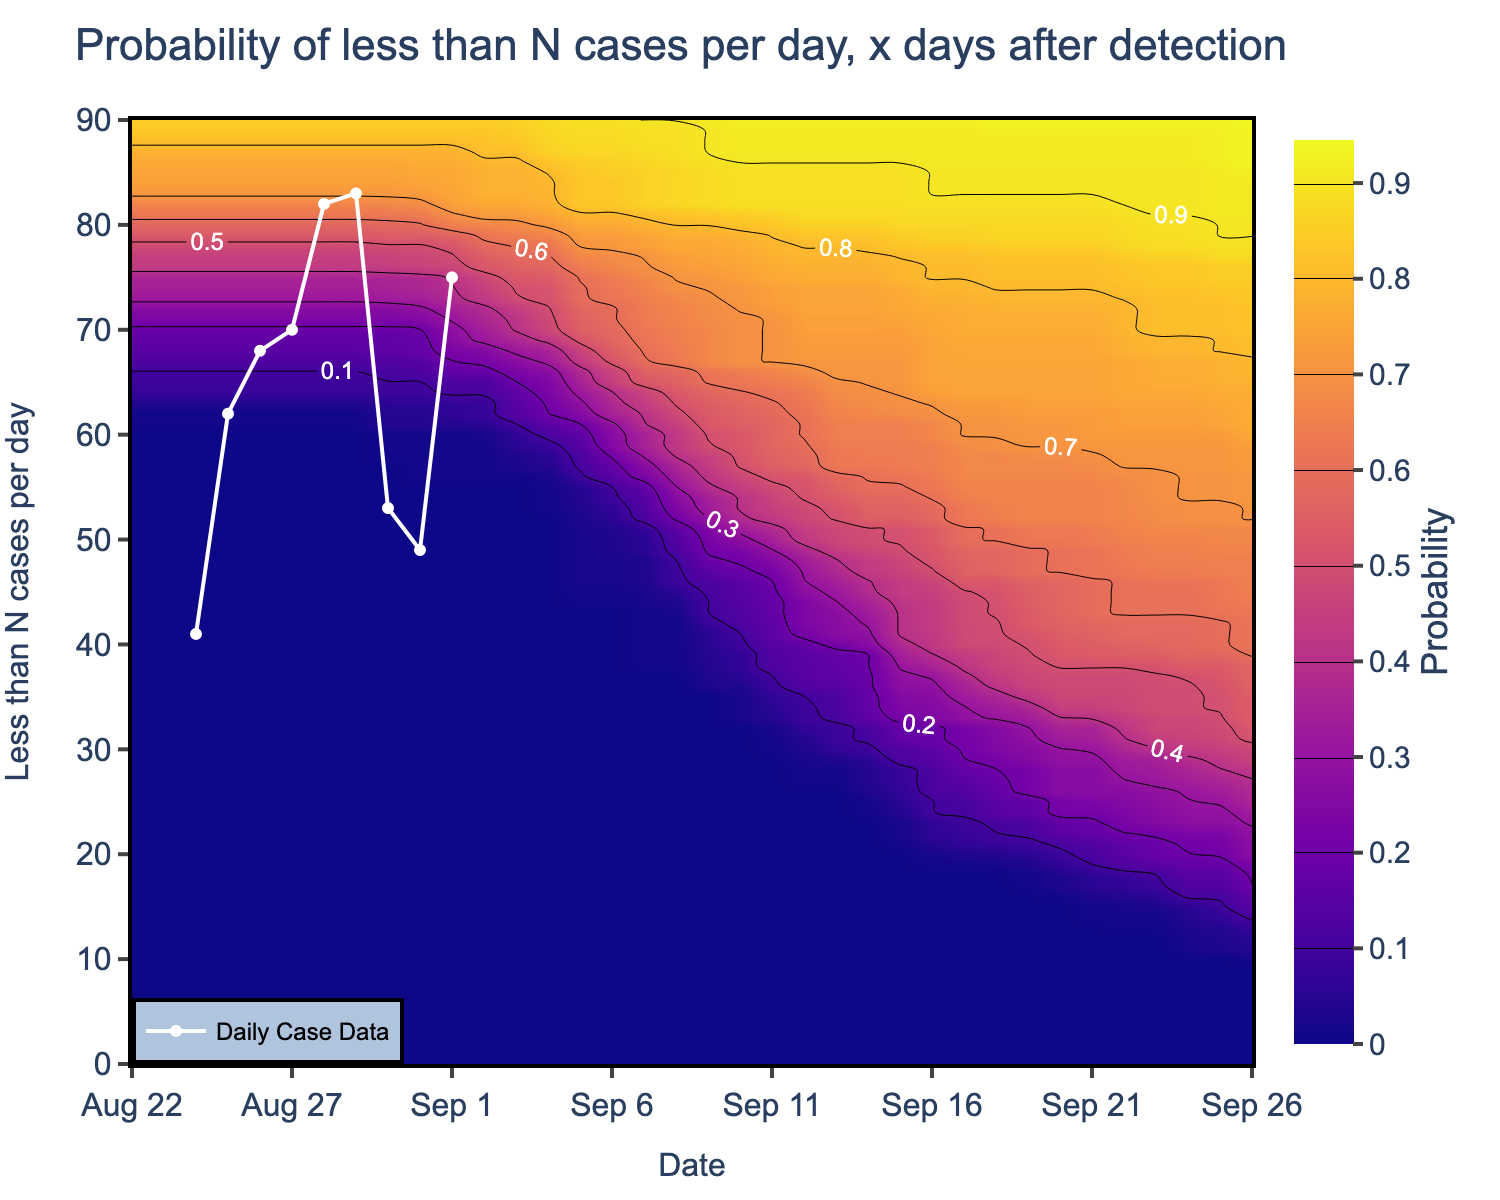 Probability of less than N cases per day, x days after detection
Less than N cases per day
90
80
70
60
50
40
30
20
10
0
0.5
0.6
0.8
0.9
0.1
0.7
0.3
0.2
0.4
Daily Case Data
Aug 22
Aug 27
Sep 1
Sep 6
Sep 11
Sep 16
Sep 21
Sep 26
Date
0.9
0.8
0.7
0.6
0.5
0.4
0.3
0.2
0.1
0
Probability